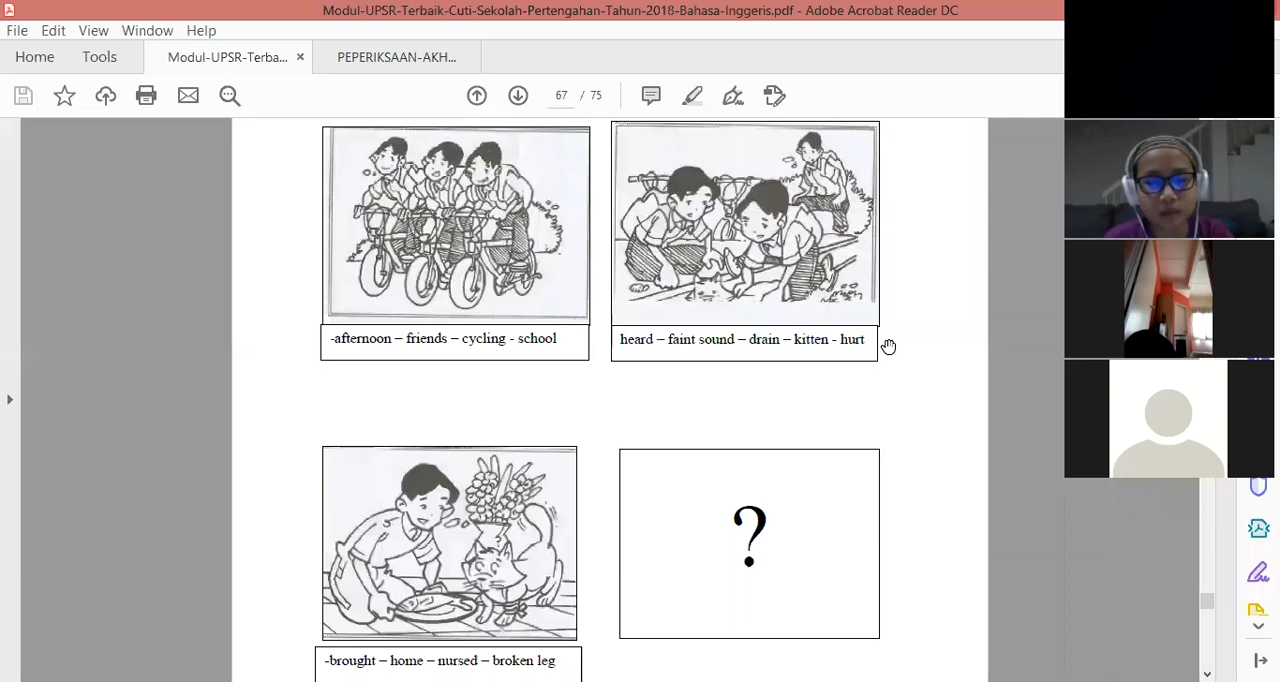 Modul-UPSR-Terbaik-Cuti-Sekolah-Pertengahan-Tahun-2018-Bahasa-Inggeris.pdf - Adobe Acrobat Reader DC
File Edit View Window Help
Home Tools Modul-UPSR-Terba... × PEPERIKSAAN-AKH...
67 / 75
-afternoon – friends – cycling - school
heard – faint sound – drain – kitten - hurt
?
-brought – home – nursed – broken leg